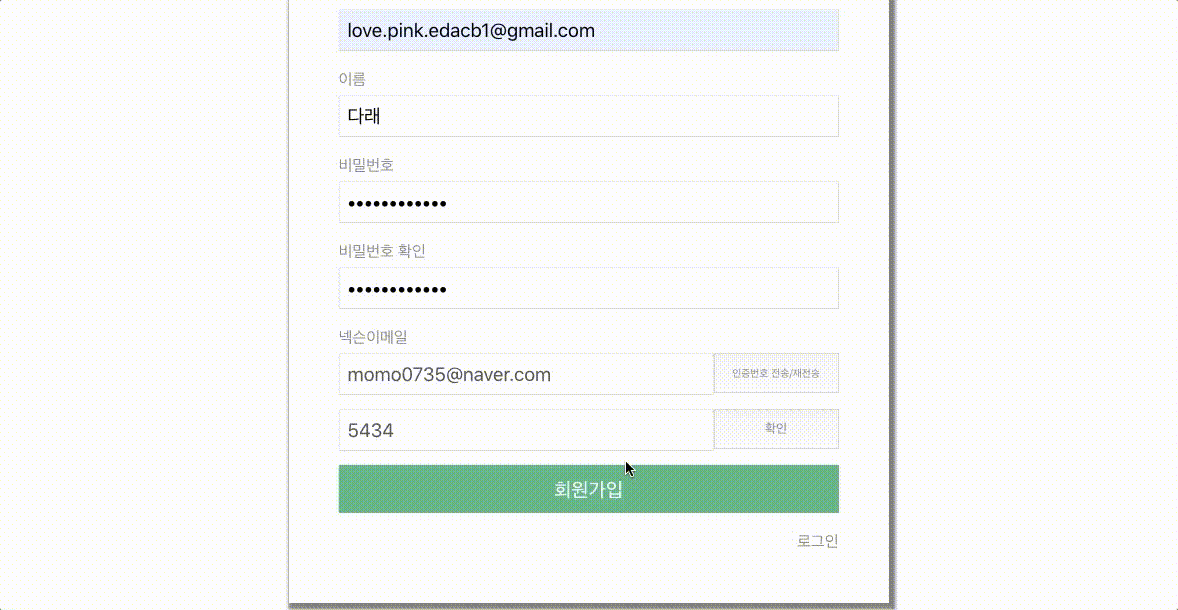 love.pink.edacb1@gmail.com
이름
다래
비밀번호
••••••••••••
비밀번호 확인
••••••••••••
넥슨이메일
momo0735@naver.com
인증번호 전송/재전송
5434
확인
회원가입
로그인